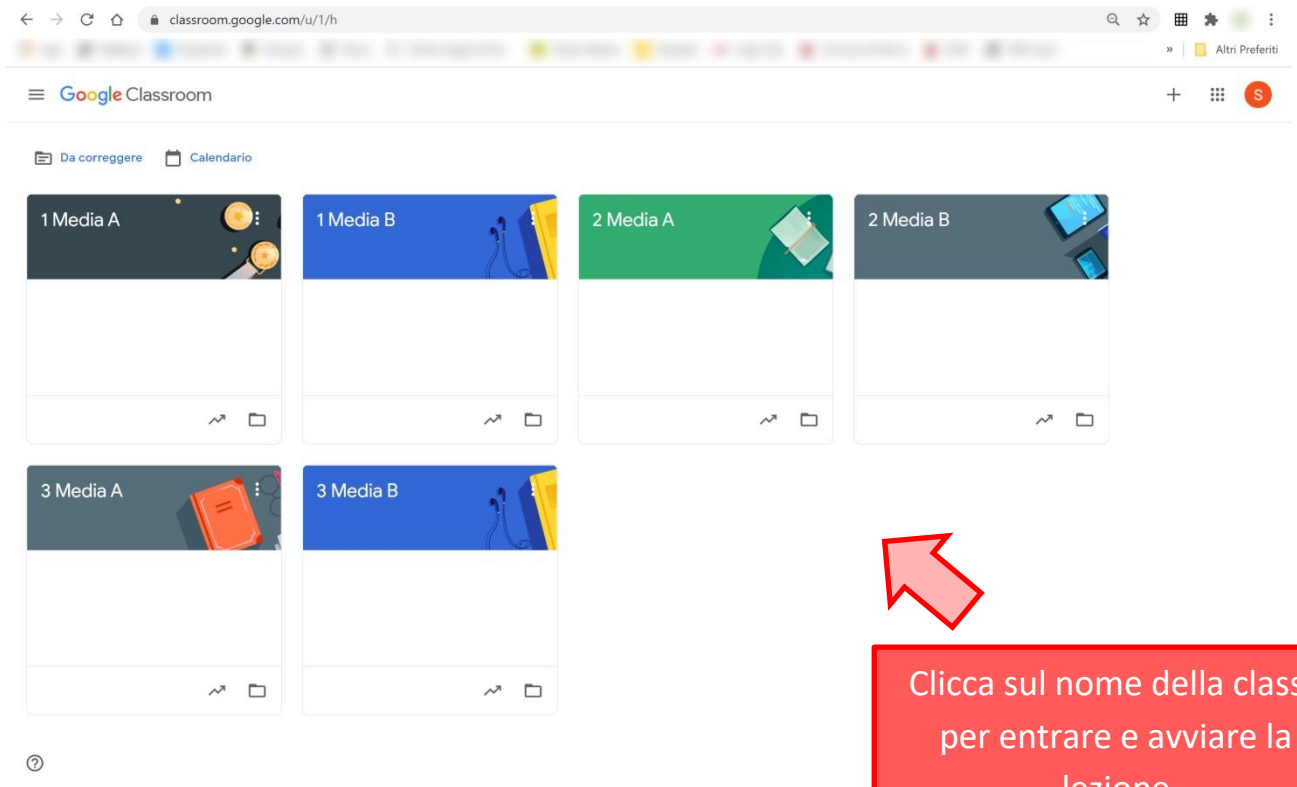 classroom.google.com/u/1/h
» Altri Preferiti
Google Classroom
S
Da correggere Calendario
1 Media A
1 Media B
2 Media A
2 Media B
3 Media A
3 Media B
Clicca sul nome della class
per entrare e avviare la
lezione